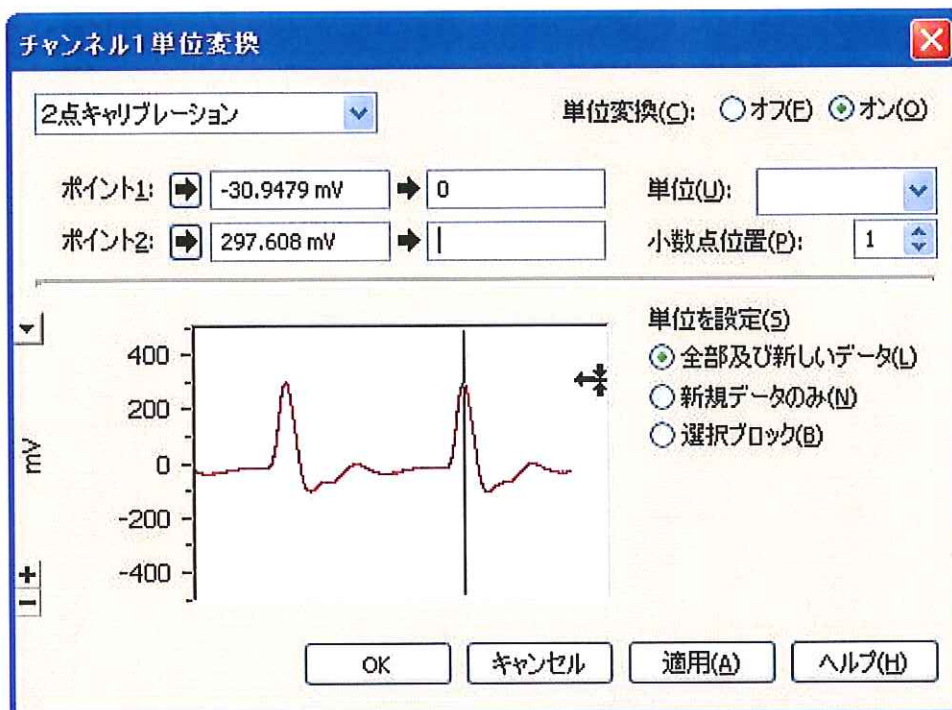 チャンネル1単位変換
2点キャリブレーション 単位変換(C): オフ(F) オン(O)
ポイント1: -30.9479 mV 0 単位(U):
ポイント2: 297.608 mV 小数点位置(P): 1
単位を設定(S)
全部及び新しいデータ(L)
新規データのみ(N)
選択ブロック(B)
400
200
0
-200
-400
mV
OK キャンセル 適用(A) ヘルプ(H)